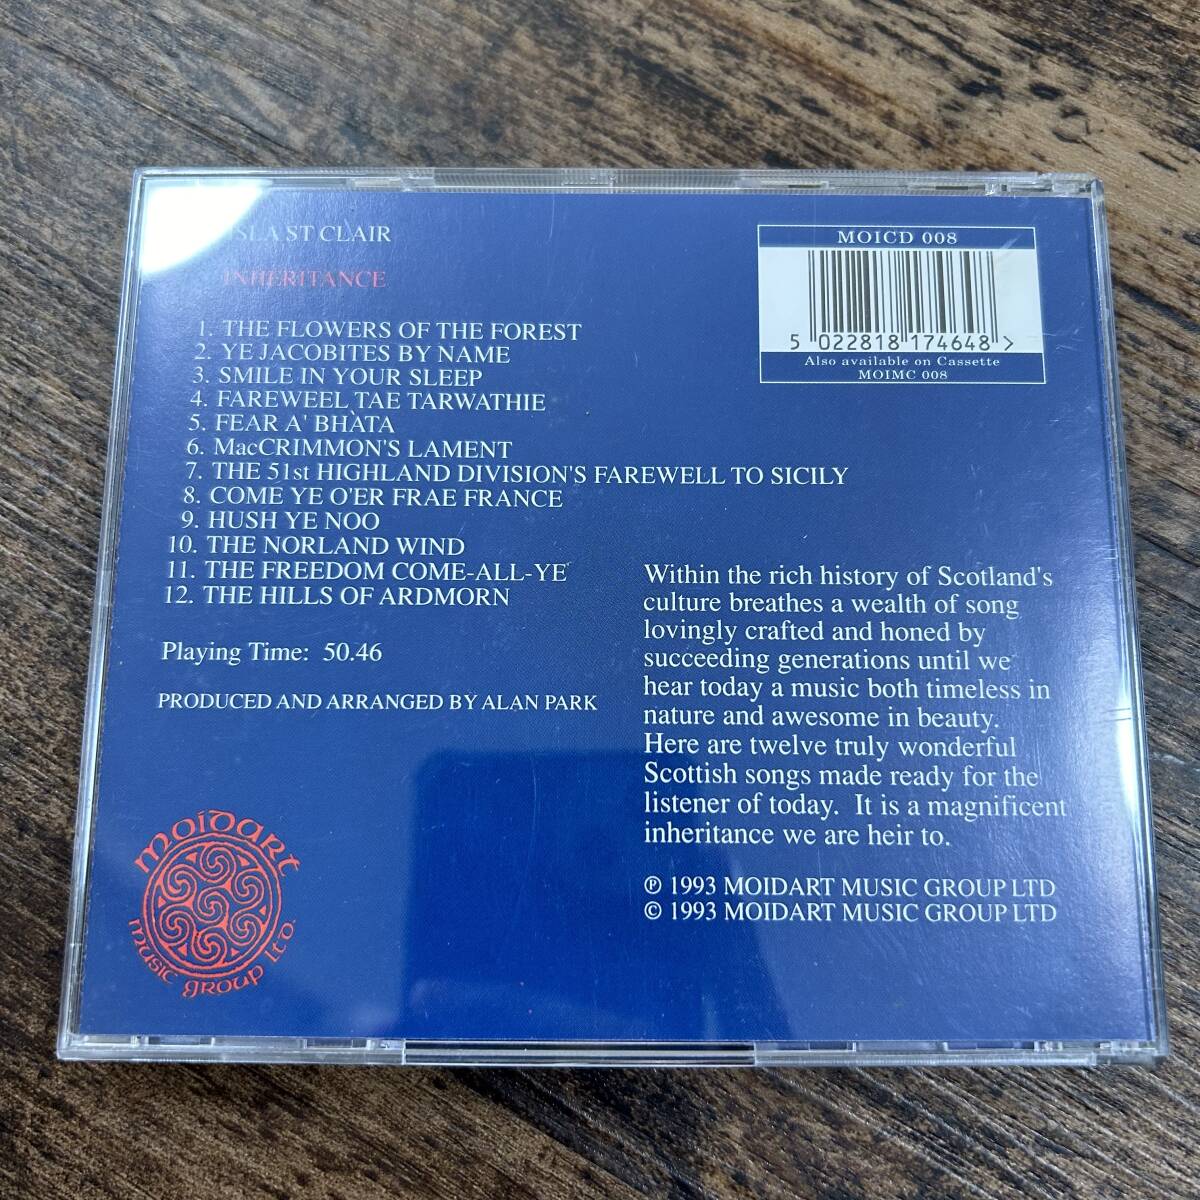 ISLA ST CLAIR
INHERITANCE
1. THE FLOWERS OF THE FOREST
2. YE JACOBITES BY NAME
3. SMILE IN YOUR SLEEP
4. FAREWEEL TAE TARWATHIE
5. FEAR A' BHÀTA
6. MacCRIMMON'S LAMENT
7. THE 51st HIGHLAND DIVISION'S FAREWELL TO SICILY
8. COME YE O'ER FRAE FRANCE
9. HUSH YE NOO
10. THE NORLAND WIND
11. THE FREEDOM COME-ALL-YE
12. THE HILLS OF ARDMORN
Playing Time: 50.46
PRODUCED AND ARRANGED BY ALAN PARK
MOICD 008
5 022818 174648 >
Also available on Cassette
MOIMC 008
Within the rich history of Scotland's
culture breathes a wealth of song
lovingly crafted and honed by
succeeding generations until we
hear today a music both timeless in
nature and awesome in beauty.
Here are twelve truly wonderful
Scottish songs made ready for the
listener of today. It is a magnificent
inheritance we are heir to.
℗ 1993 MOIDART MUSIC GROUP LTD
© 1993 MOIDART MUSIC GROUP LTD
moidart
music group ltd.